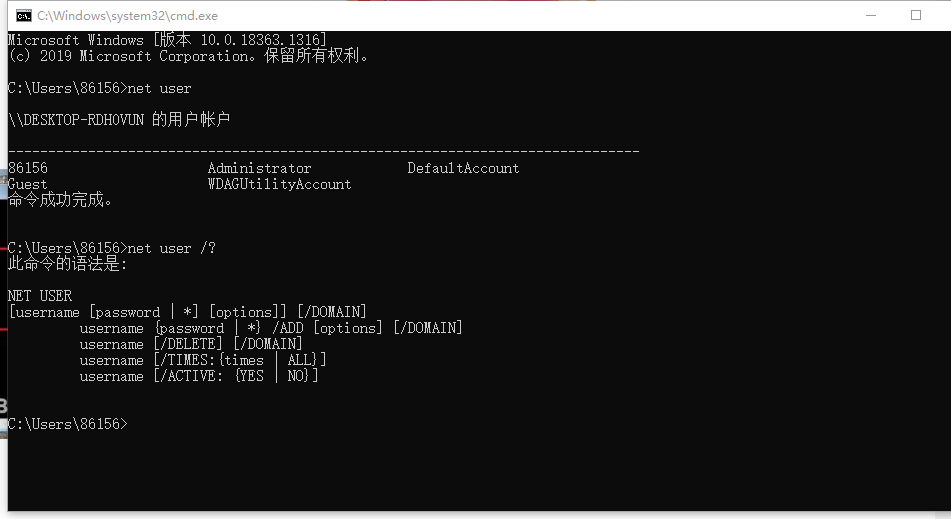 C:\Windows\system32\cmd.exe
Microsoft Windows [版本 10.0.18363.1316]
(c) 2019 Microsoft Corporation。保留所有权利。
C:\Users\86156>net user
\\DESKTOP-RDHOVUN 的用户帐户
-------------------------------------------------------------------------------
86156                    Administrator            DefaultAccount
Guest                    WDAGUtilityAccount
命令成功完成。
C:\Users\86156>net user /?
此命令的语法是:
NET USER
[username [password | *] [options]] [/DOMAIN]
         username {password | *} /ADD [options] [/DOMAIN]
         username [/DELETE] [/DOMAIN]
         username [/TIMES:{times | ALL}]
         username [/ACTIVE: {YES | NO}]
C:\Users\86156>